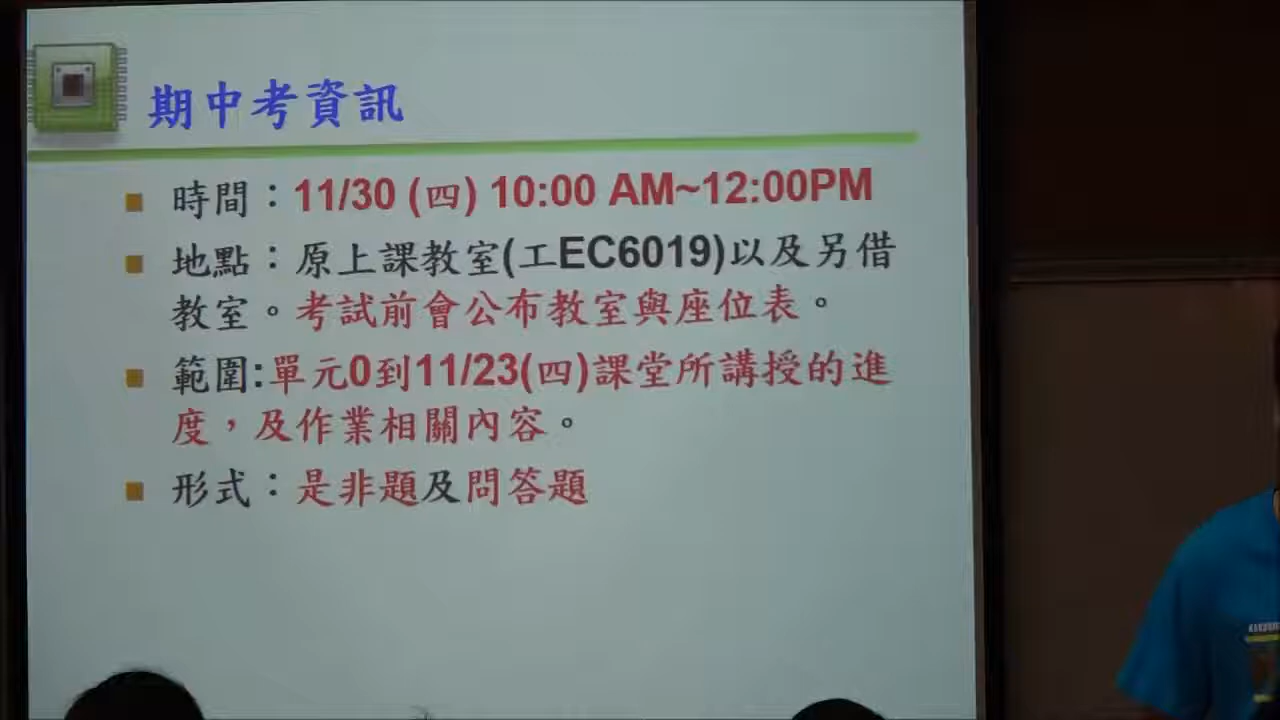 期中考資訊
時間：11/30 (四) 10:00 AM~12:00PM
地點：原上課教室(工EC6019)以及另借
教室。考試前會公布教室與座位表。
範圍:單元0到11/23(四)課堂所講授的進
度，及作業相關內容。
形式：是非題及問答題